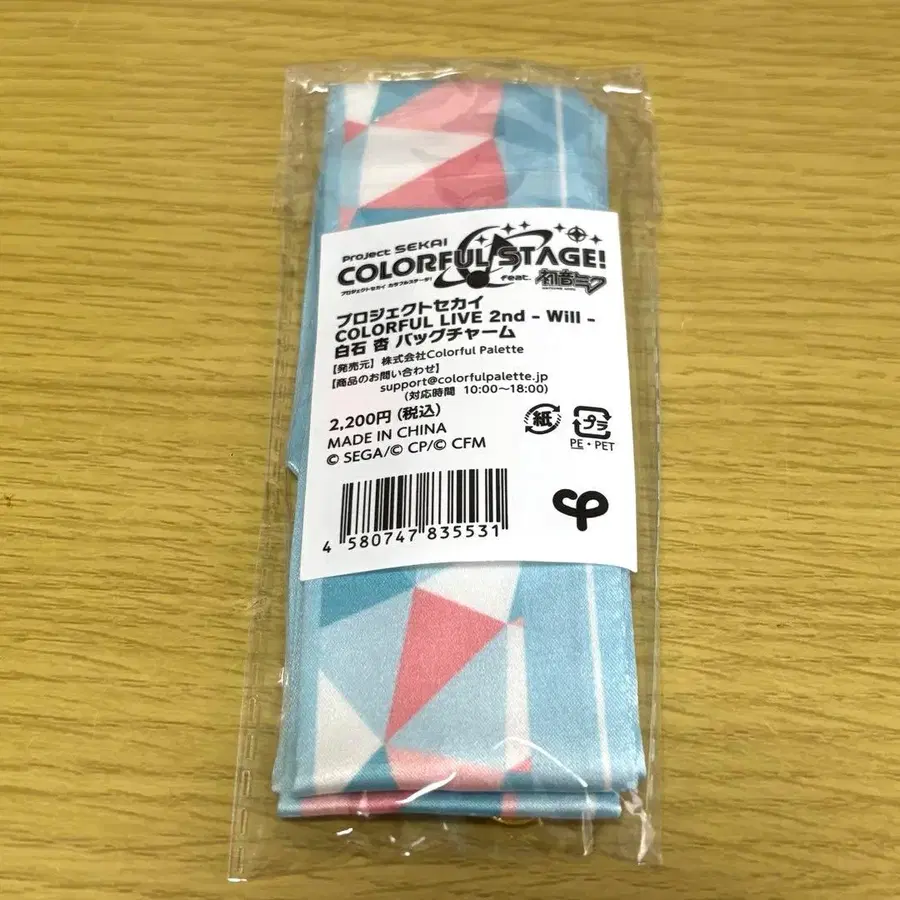 Project SEKAI
COLORFUL STAGE!
プロジェクトセカイ カラフルステージ!
feat. 初音ミク
HATSUNE MIKU
プロジェクトセカイ
COLORFUL LIVE 2nd - Will -
白石 杏 バッグチャーム
【発売元】株式会社Colorful Palette
【商品のお問い合わせ】
support@colorfulpalette.jp
(対応時間 10:00～18:00)
2,200円(税込)
MADE IN CHINA
© SEGA/© CP/© CFM
紙
プラ
PE・PET
4 580747 835531